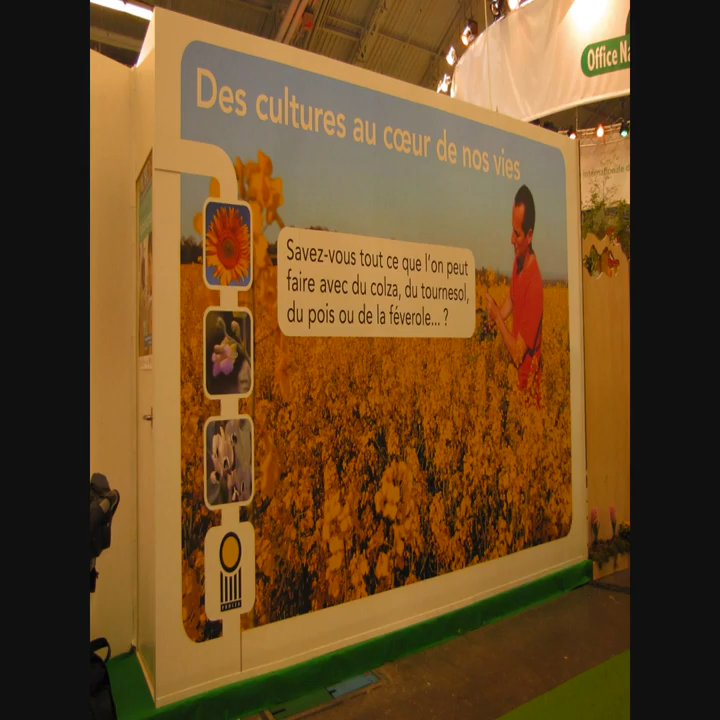 Des cultures au cœur de nos vies
Savez-vous tout ce que l'on peut
faire avec du colza, du tournesol,
du pois ou de la féverole... ?
Office Na
internationale d